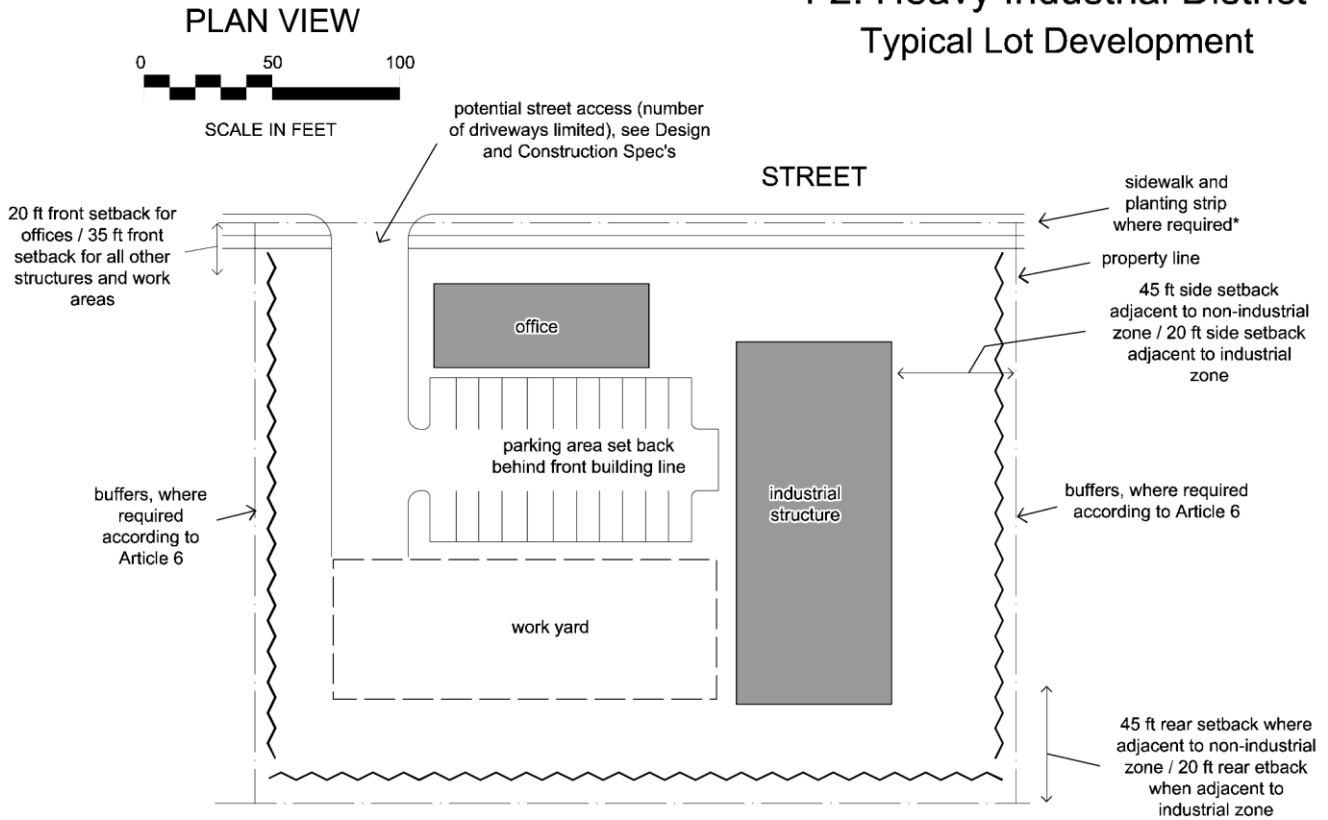 PLAN VIEW
Heavy Industrial District
Typical Lot Development
0 50 100
SCALE IN FEET
potential street access (number
of driveways limited), see Design
and Construction Spec's
STREET
20 ft front setback for
offices / 35 ft front
setback for all other
structures and work
areas
sidewalk and
planting strip
where required*
property line
45 ft side setback
adjacent to non-industrial
zone / 20 ft side setback
adjacent to industrial
zone
office
parking area set back
behind front building line
industrial
structure
buffers, where
required
according to
Article 6
buffers, where required
according to Article 6
work yard
45 ft rear setback where
adjacent to non-industrial
zone / 20 ft rear etback
when adjacent to
industrial zone